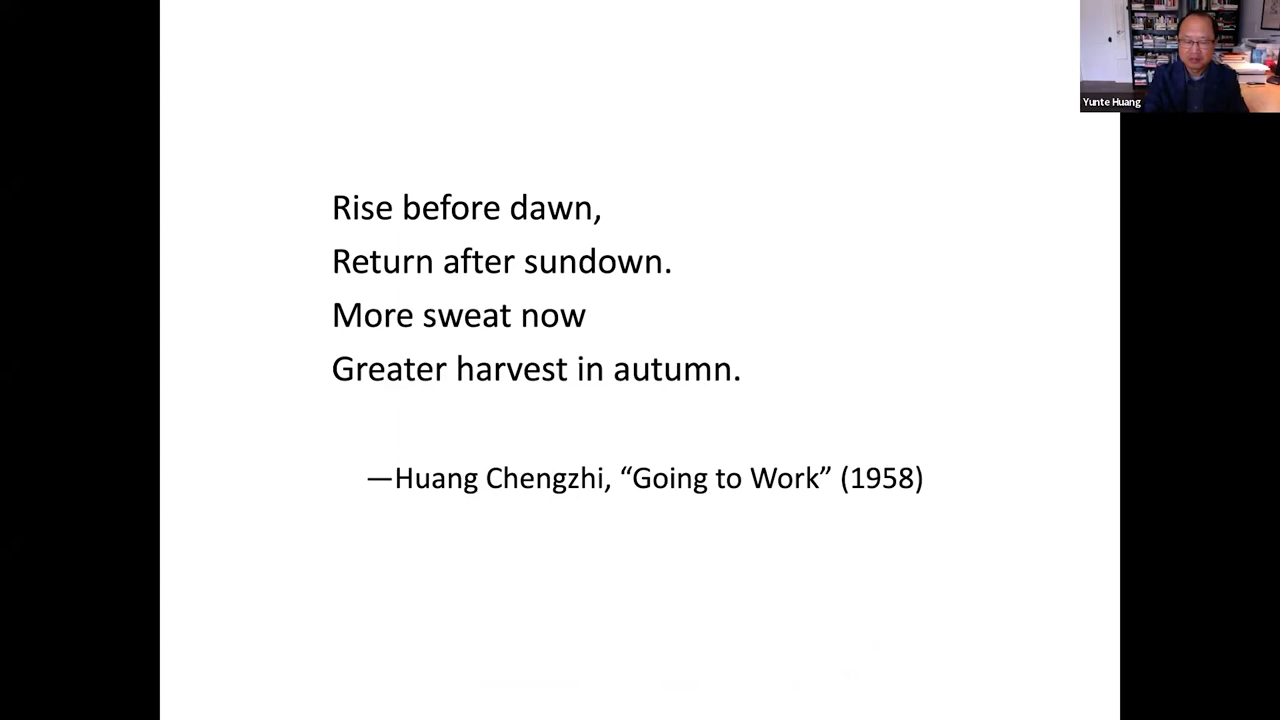 Rise before dawn,
Return after sundown.
More sweat now
Greater harvest in autumn.
—Huang Chengzhi, “Going to Work” (1958)
Yunte Huang